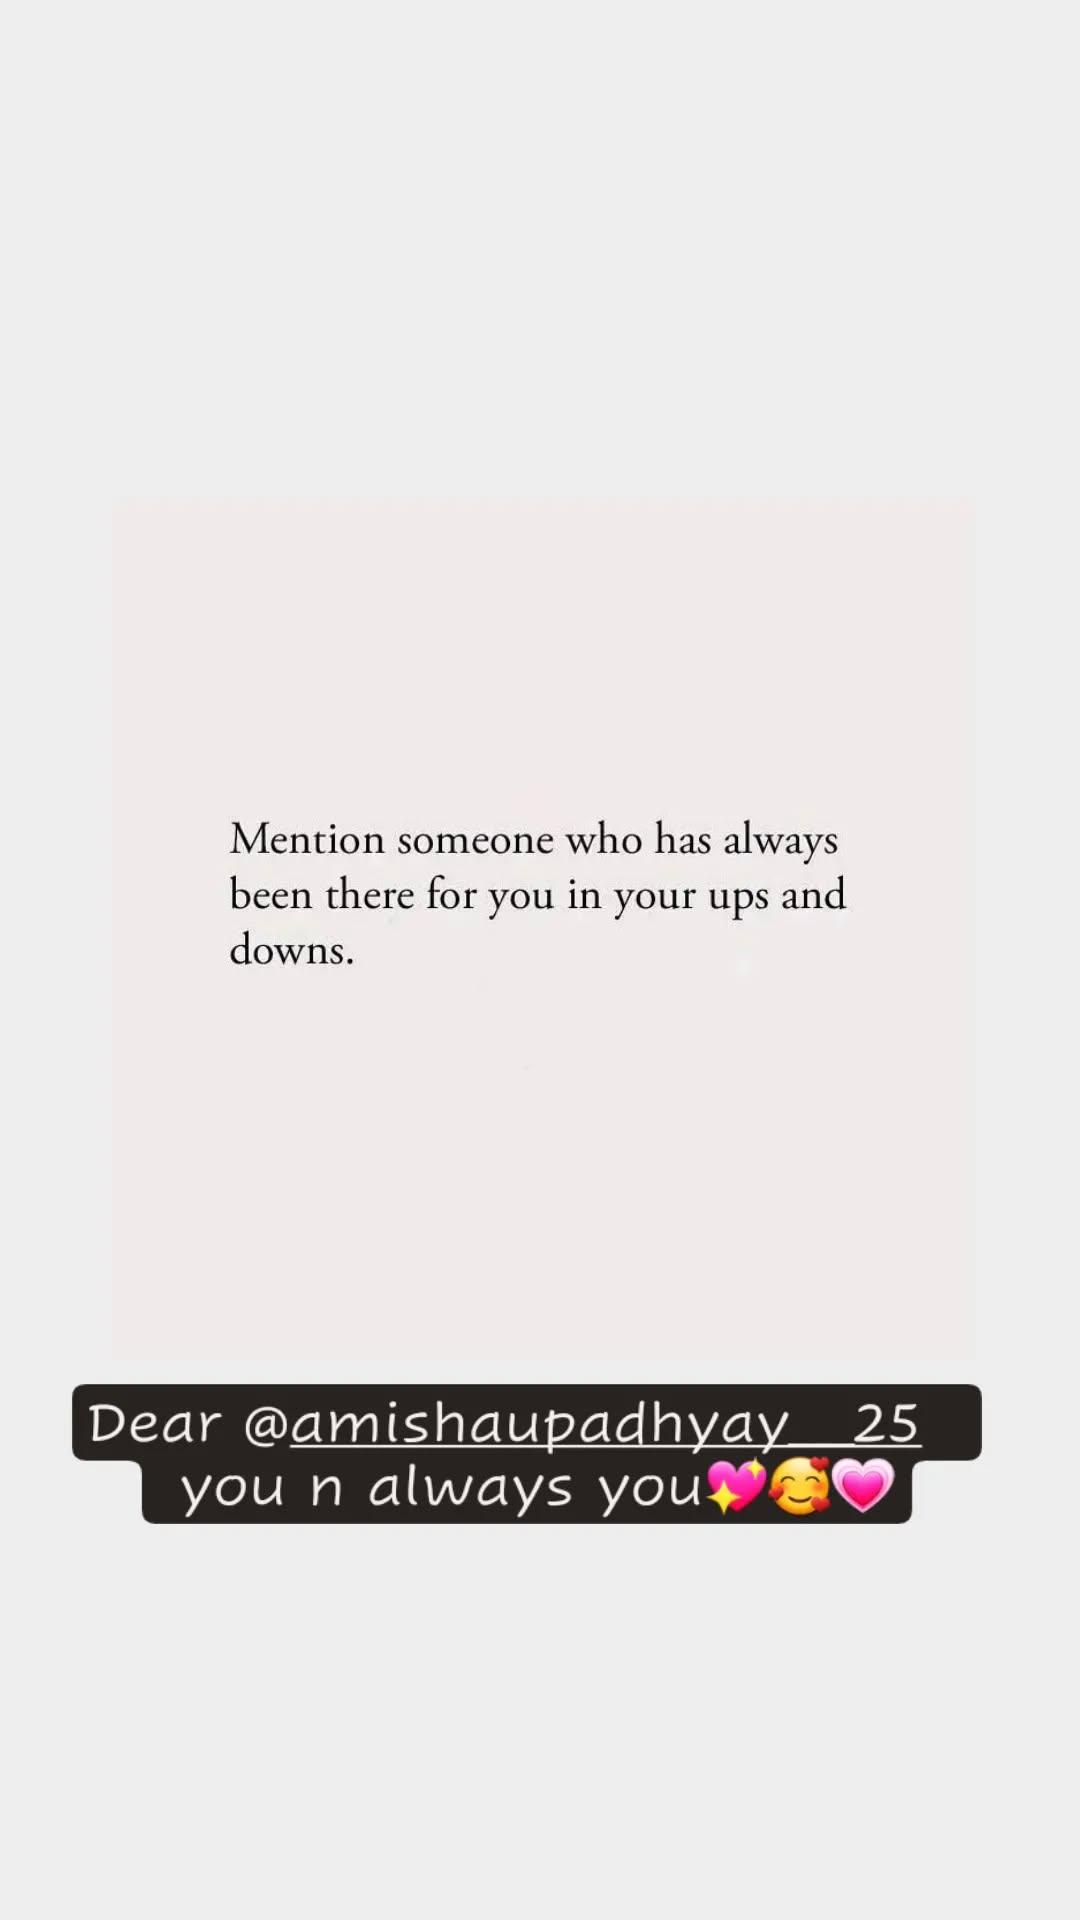 Mention someone who has always
been there for you in your ups and
downs.
Dear @amishaupadhyay__25
you n always you💖🥰💗